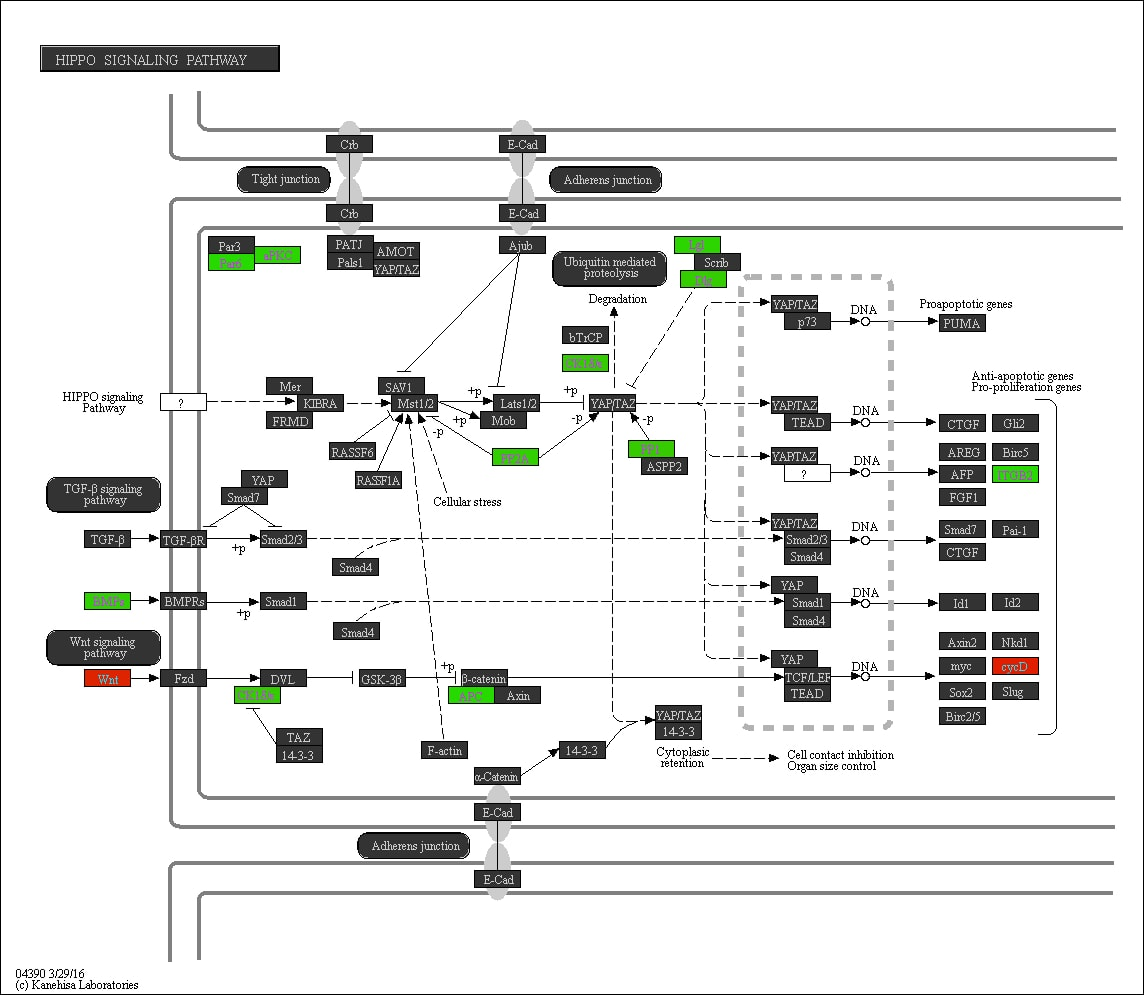 HIPPO SIGNALING PATHWAY
Crb
E-Cad
Tight junction
Adherens junction
Crb
E-Cad
Par3
Par6
aPKC
PATJ
Pals1
AMOT
YAP/TAZ
Ajub
Lgl
Scrib
Dlg
Ubiquitin mediated
proteolysis
Degradation
bTrCP
YAP/TAZ
p73
DNA
Proapoptotic genes
PUMA
HIPPO signaling
Pathway
?
Mer
KIBRA
FRMD
SAV1
Mst1/2
+p
+p
-p
Lats1/2
Mob
+p
-p
YAP/TAZ
-p
RASSF6
RASSF1A
PP2A
PP1
ASPP2
Cellular stress
Anti-apoptotic genes
Pro-proliferation genes
YAP/TAZ
TEAD
DNA
CTGF
Gli2
YAP/TAZ
?
DNA
AREG
Birc5
AFP
ITGB2
FGF1
TGF-β signaling
pathway
YAP
Smad7
TGF-β
TGF-βR
+p
Smad2/3
Smad4
YAP/TAZ
Smad2/3
Smad4
DNA
Smad7
Pai-1
CTGF
BMPs
BMPRs
+p
Smad1
Smad4
YAP
Smad1
Smad4
DNA
Id1
Id2
Wnt signaling
pathway
Wnt
Fzd
DVL
GSK-3β
+p
β-catenin
APC
Axin
YAP
TCF/LEF
TEAD
DNA
Axin2
Nkd1
myc
cycD
Sox2
Slug
Birc2/5
TAZ
14-3-3
F-actin
α-Catenin
14-3-3
YAP/TAZ
14-3-3
Cytoplasic
retention
Cell contact inhibition
Organ size control
E-Cad
Adherens junction
E-Cad
04390 3/29/16
(c) Kanehisa Laboratories